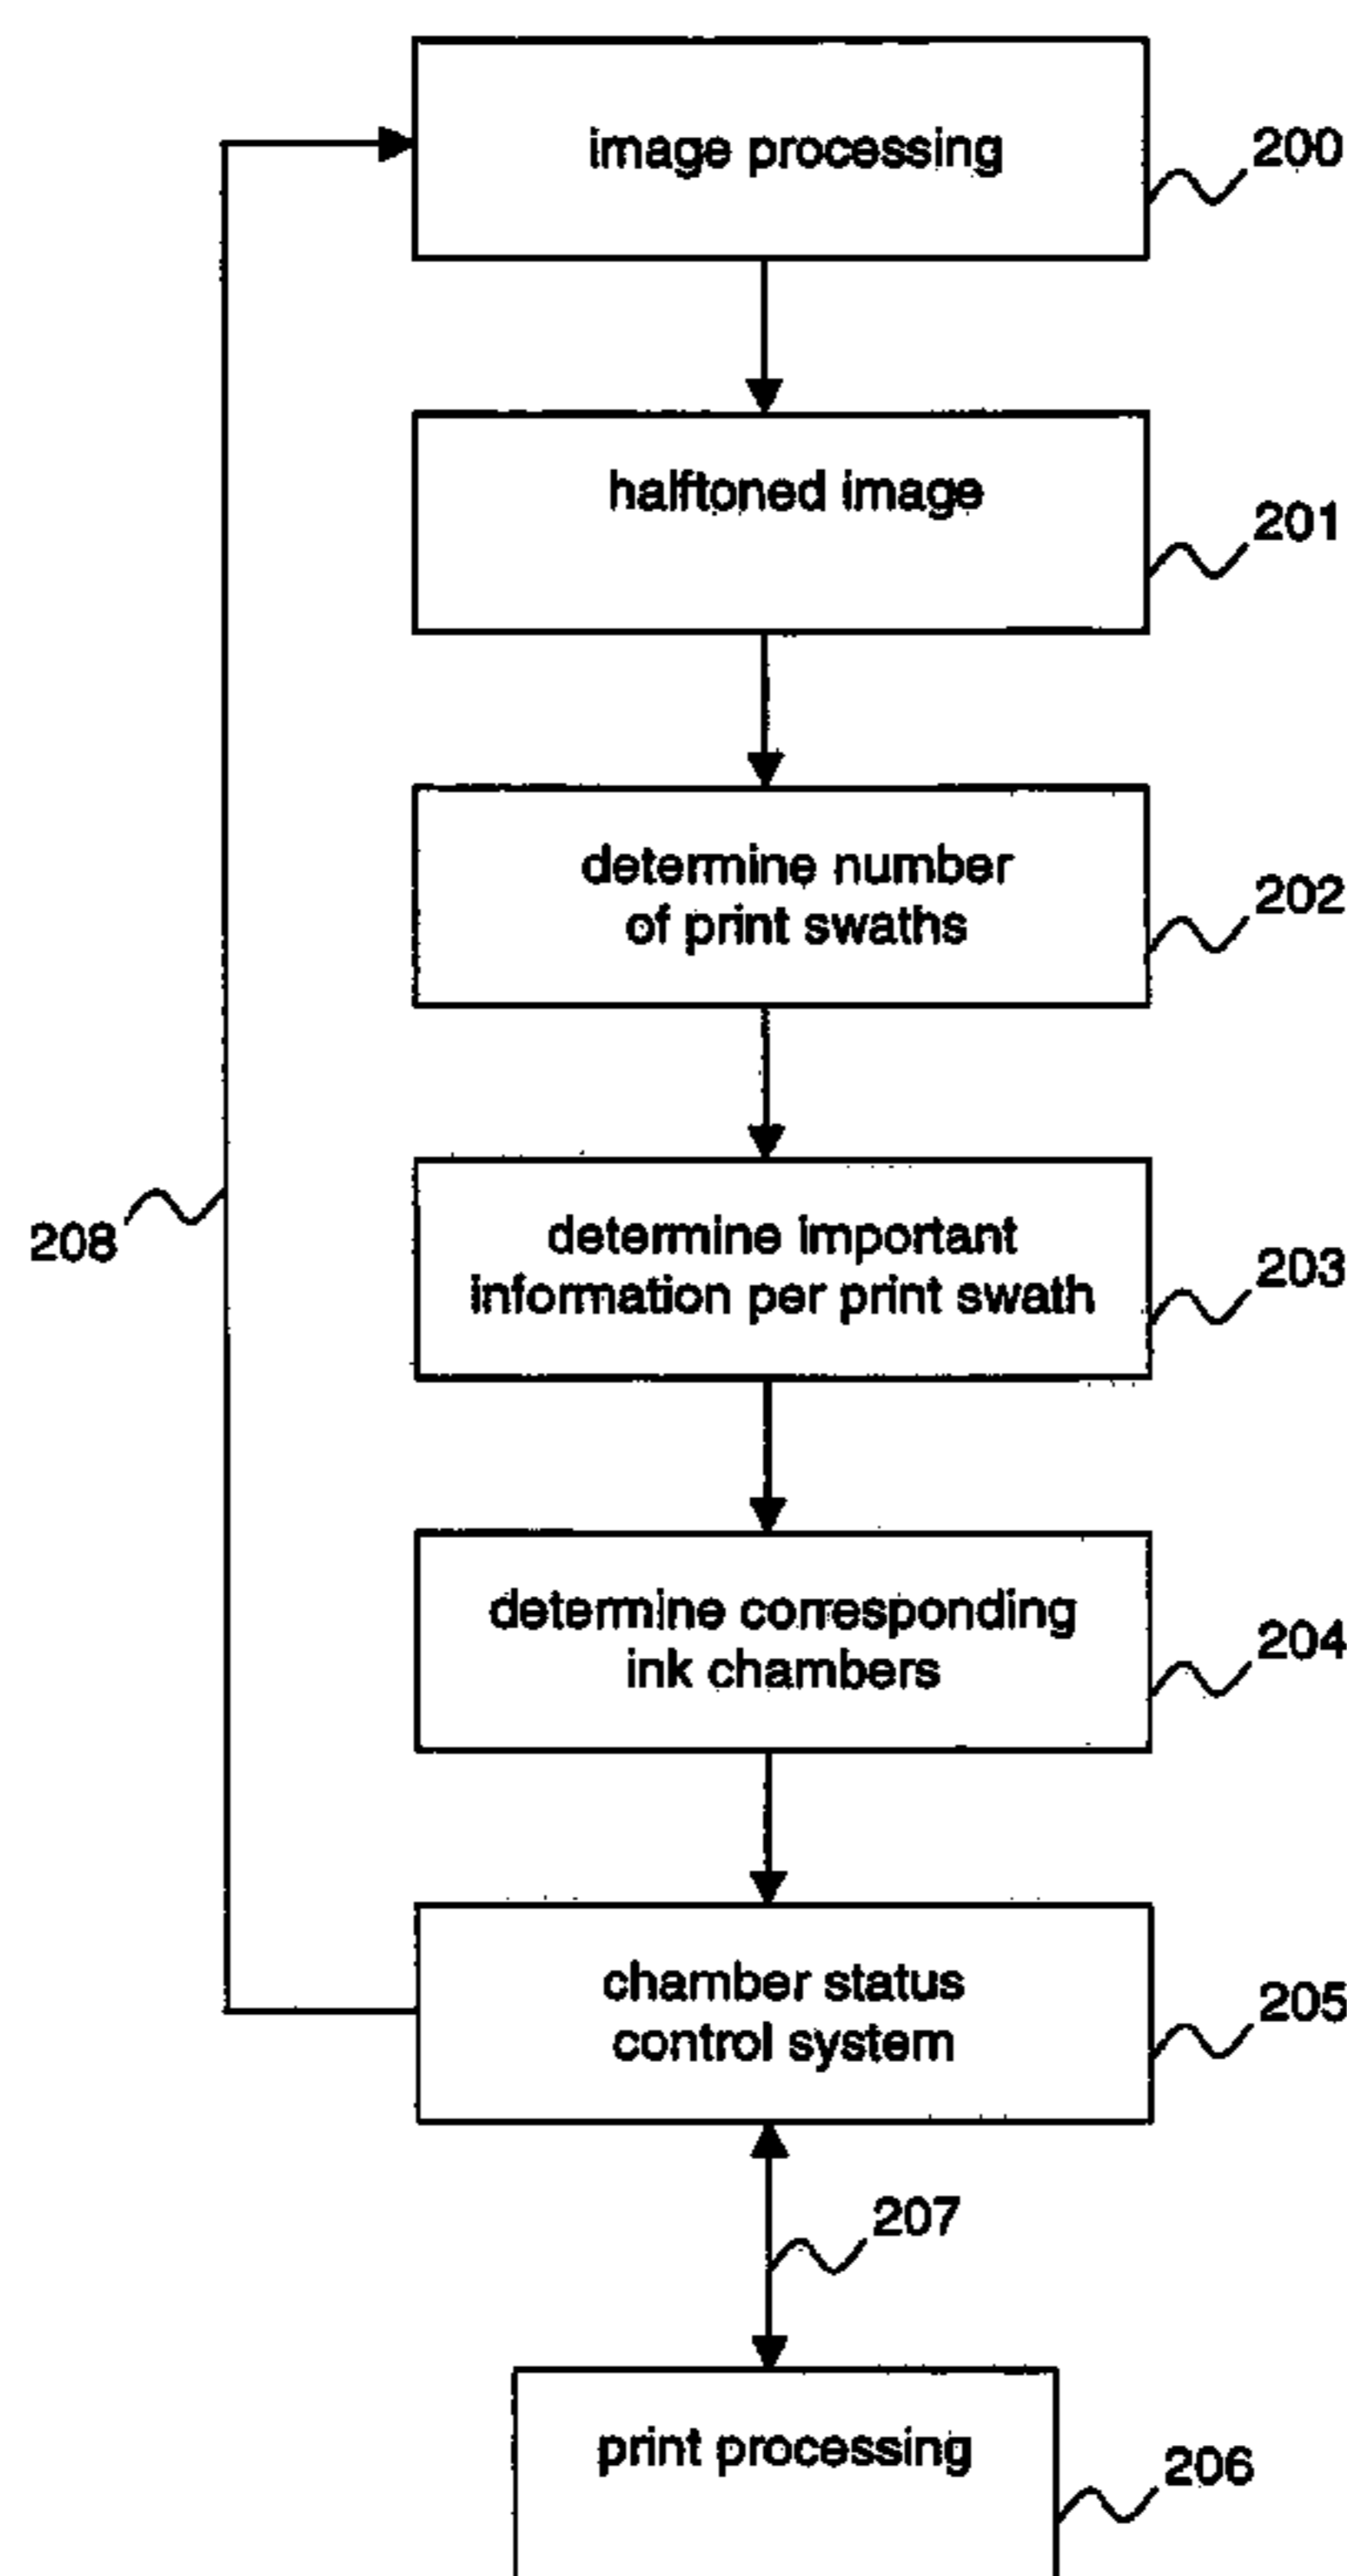 image processing
200
halftoned image
201
determine number
of print swaths
202
determine important
information per print swath
203
208
determine corresponding
ink chambers
204
chamber status
control system
205
207
print processing
206